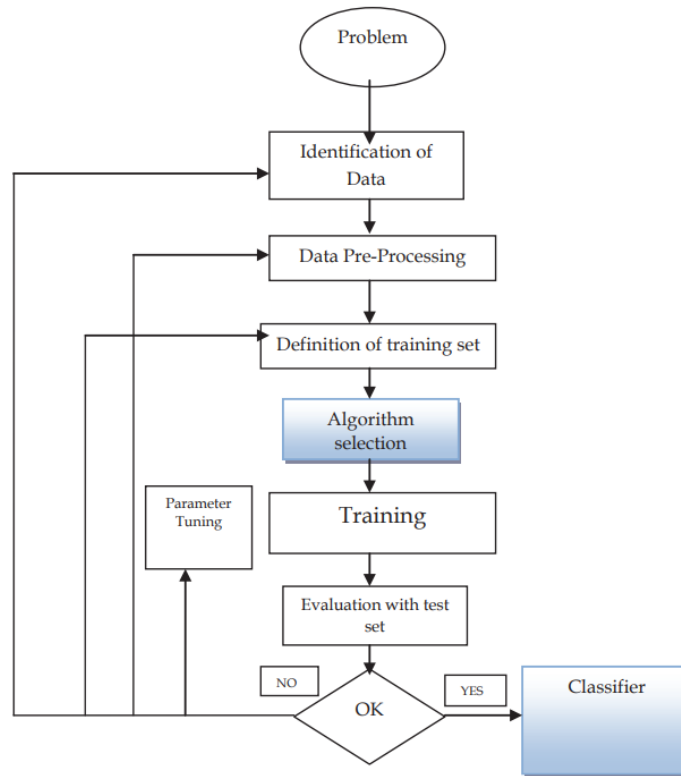 Problem
Identification of
Data
Data Pre-Processing
Definition of training set
Algorithm
selection
Parameter
Tuning
Training
Evaluation with test
set
NO
OK
YES
Classifier